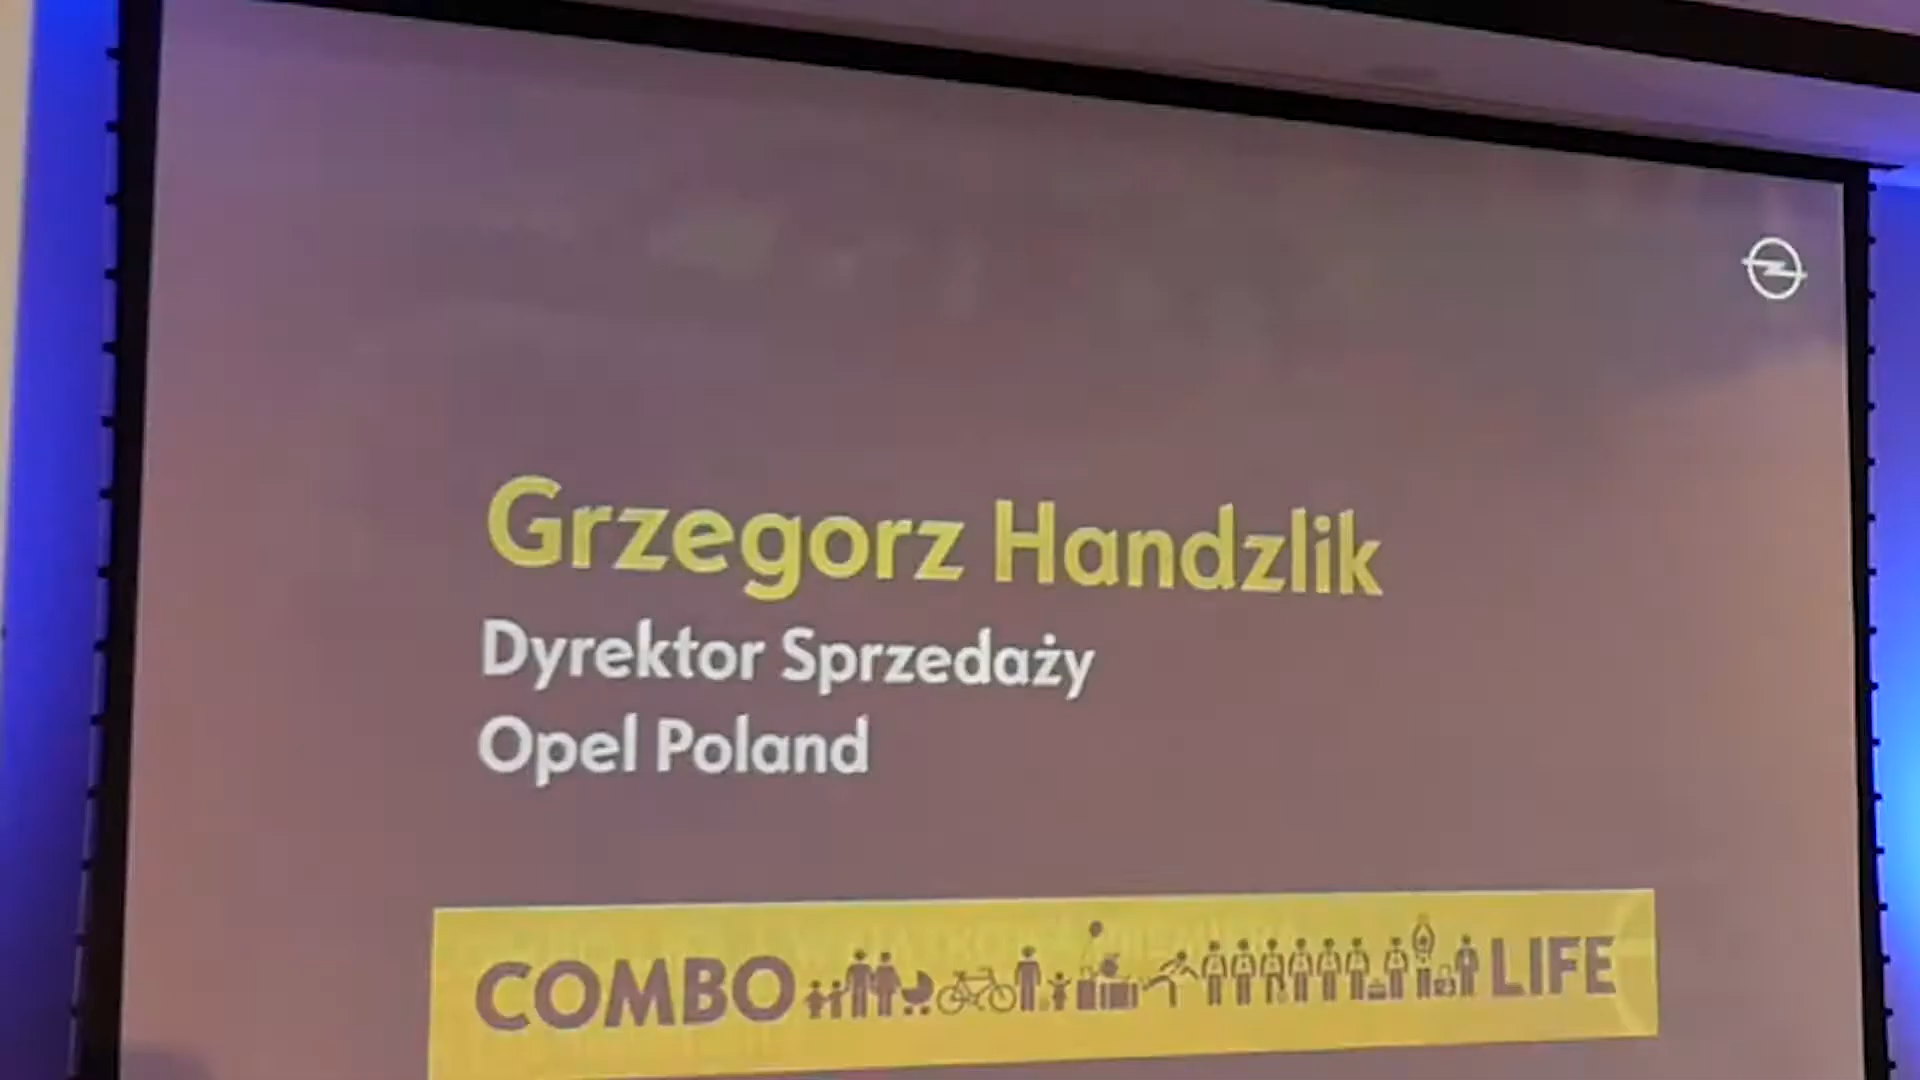 Grzegorz Handzlik
Dyrektor Sprzedaży
Opel Poland
COMBO LIFE